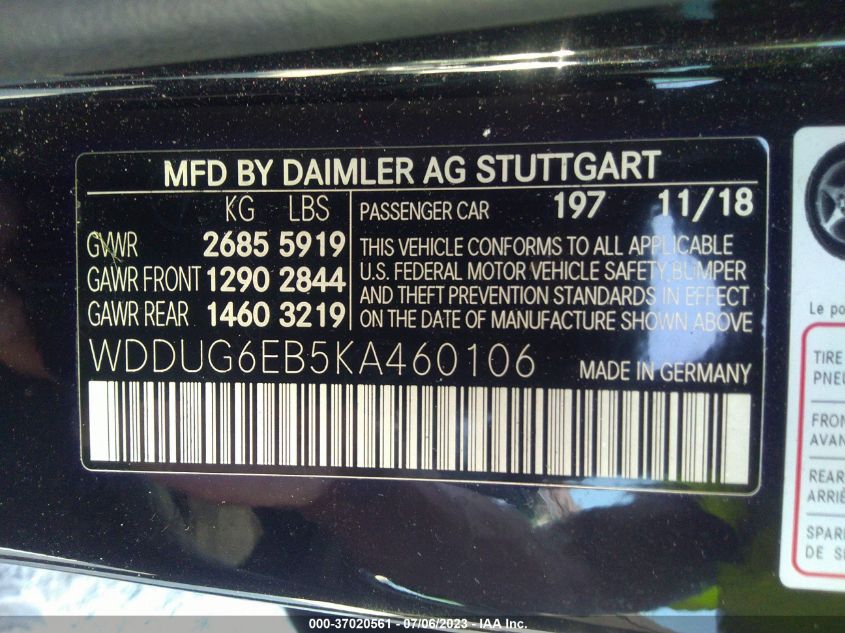 MFD BY DAIMLER AG STUTTGART
KG LBS
GVWR 2685 5919
GAWR FRONT 1290 2844
GAWR REAR 1460 3219
PASSENGER CAR 197 11/18
THIS VEHICLE CONFORMS TO ALL APPLICABLE
U.S. FEDERAL MOTOR VEHICLE SAFETY, BUMPER
AND THEFT PREVENTION STANDARDS IN EFFECT
ON THE DATE OF MANUFACTURE SHOWN ABOVE
WDDUG6EB5KA460106 MADE IN GERMANY
Le po
TIRE
PNEU
FRON
AVAN
REAR
ARRIÈ
SPAR
DE S
000-37020561 - 07/06/2023 - IAA Inc.